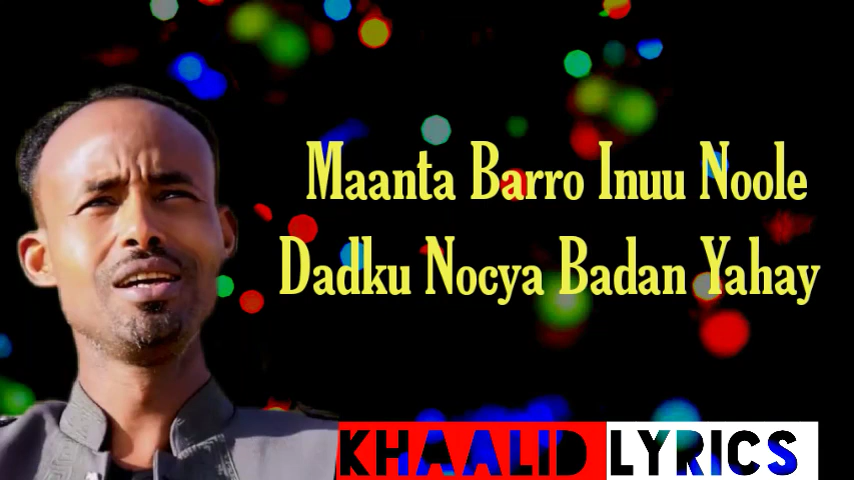 Maanta Barro Inuu Noole
Dadku Nocya Badan Yahay
KHAALID LYRICS